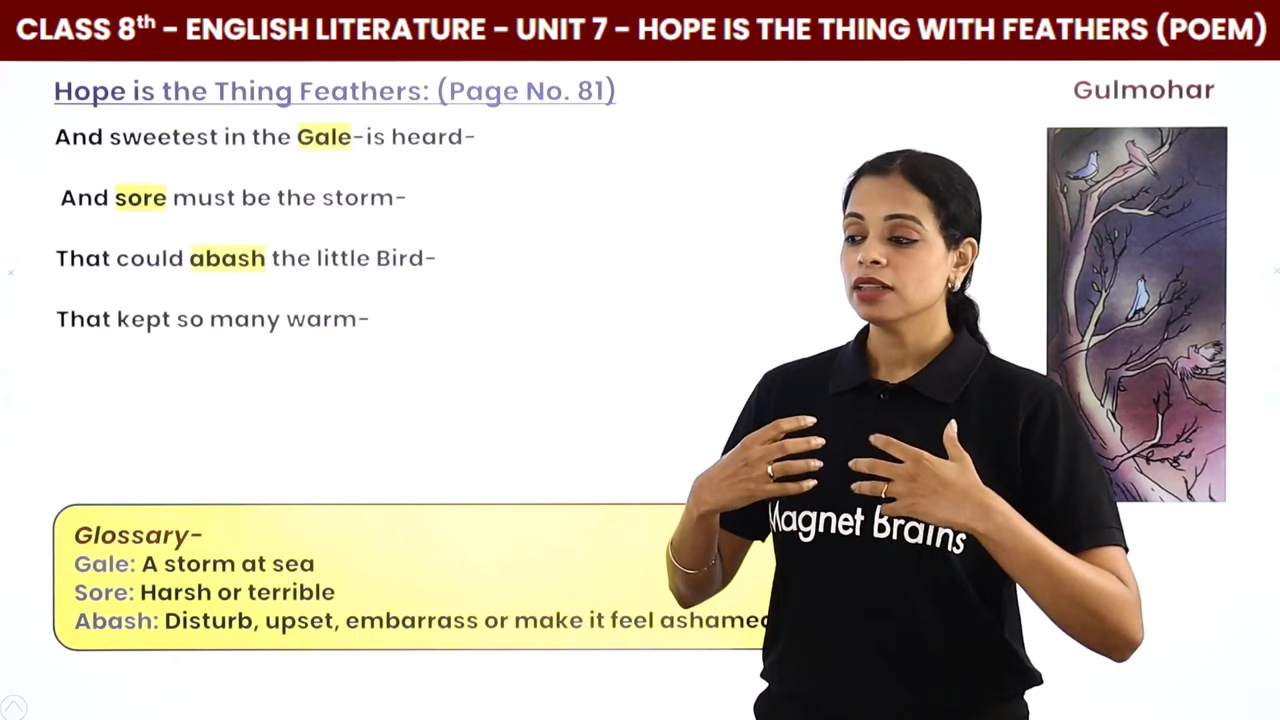 CLASS 8th - ENGLISH LITERATURE - UNIT 7 - HOPE IS THE THING WITH FEATHERS (POEM)
Hope is the Thing Feathers: (Page No. 81)
Gulmohar
And sweetest in the Gale-is heard-
And sore must be the storm-
That could abash the little Bird-
That kept so many warm-
Glossary-
Gale: A storm at sea
Sore: Harsh or terrible
Abash: Disturb, upset, embarrass or make it feel ashamed
Magnet Brains